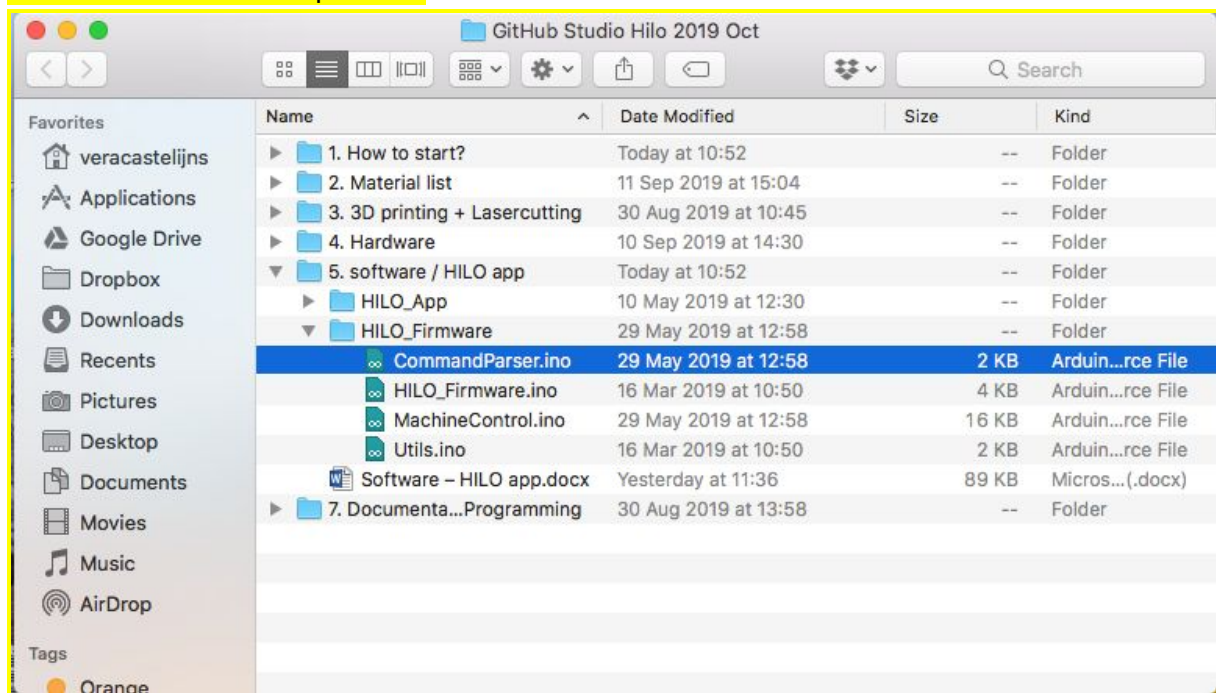 GitHub Studio Hilo 2019 Oct
Search
Favorites
veracastelijns
Applications
Google Drive
Dropbox
Downloads
Recents
Pictures
Desktop
Documents
Movies
Music
AirDrop
Tags
Orange
Name Date Modified Size Kind
1. How to start? Today at 10:52 -- Folder
2. Material list 11 Sep 2019 at 15:04 -- Folder
3. 3D printing + Lasercutting 30 Aug 2019 at 10:45 -- Folder
4. Hardware 10 Sep 2019 at 14:30 -- Folder
5. software / HILO app Today at 10:52 -- Folder
HILO_App 10 May 2019 at 12:30 -- Folder
HILO_Firmware 29 May 2019 at 12:58 -- Folder
CommandParser.ino 29 May 2019 at 12:58 2 KB Arduin...rce File
HILO_Firmware.ino 16 Mar 2019 at 10:50 4 KB Arduin...rce File
MachineControl.ino 29 May 2019 at 12:58 16 KB Arduin...rce File
Utils.ino 16 Mar 2019 at 10:50 2 KB Arduin...rce File
Software – HILO app.docx Yesterday at 11:36 89 KB Micros...(.docx)
7. Documenta...Programming 30 Aug 2019 at 13:58 -- Folder